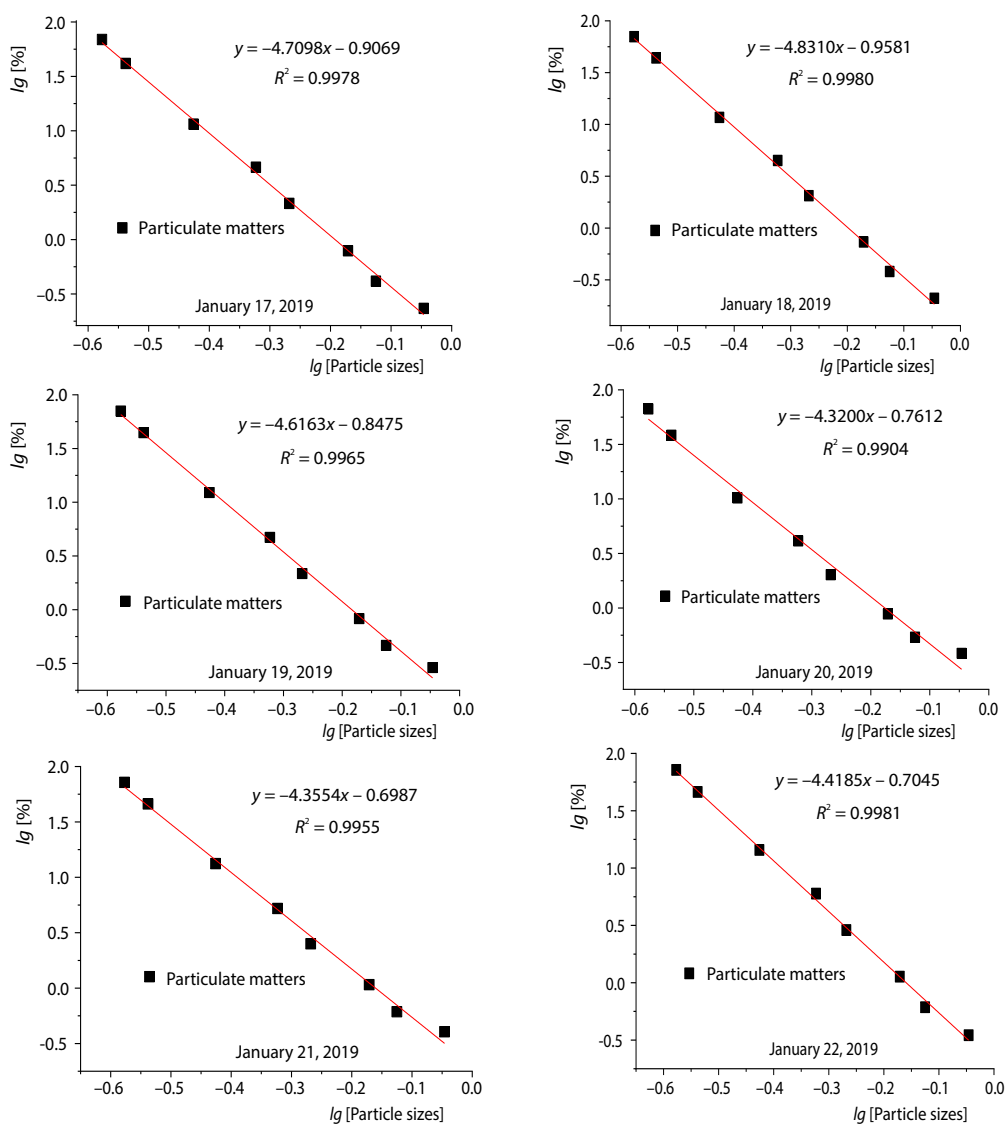 2.0
1.5
1.0
0.5
0.0
−0.5
lg [%]
y = −4.7098x − 0.9069
R² = 0.9978
Particulate matters
January 17, 2019
−0.6 −0.5 −0.4 −0.3 −0.2 −0.1 0.0
lg [Particle sizes]
2.0
1.5
1.0
0.5
0.0
−0.5
lg [%]
y = −4.8310x − 0.9581
R² = 0.9980
Particulate matters
January 18, 2019
−0.6 −0.5 −0.4 −0.3 −0.2 −0.1 0.0
lg [Particle sizes]
2.0
1.5
1.0
0.5
0.0
−0.5
lg [%]
y = −4.6163x − 0.8475
R² = 0.9965
Particulate matters
January 19, 2019
−0.6 −0.5 −0.4 −0.3 −0.2 −0.1 0.0
lg [Particle sizes]
2.0
1.5
1.0
0.5
0.0
−0.5
lg [%]
y = −4.3200x − 0.7612
R² = 0.9904
Particulate matters
January 20, 2019
−0.6 −0.5 −0.4 −0.3 −0.2 −0.1 0.0
lg [Particle sizes]
2.0
1.5
1.0
0.5
0.0
-0.5
lg [%]
y = −4.3554x − 0.6987
R² = 0.9955
Particulate matters
January 21, 2019
−0.6 −0.5 −0.4 −0.3 −0.2 −0.1 0.0
lg [Particle sizes]
2.0
1.5
1.0
0.5
0.0
-0.5
lg [%]
y = −4.4185x − 0.7045
R² = 0.9981
Particulate matters
January 22, 2019
−0.6 −0.5 −0.4 −0.3 −0.2 −0.1 0.0
lg [Particle sizes]